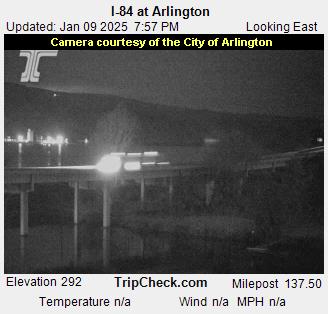 I-84 at Arlington
Updated: Jan 09 2025 7:57 PM Looking East
Camera courtesy of the City of Arlington
Elevation 292 TripCheck.com Milepost 137.50
Temperature n/a Wind n/a MPH n/a